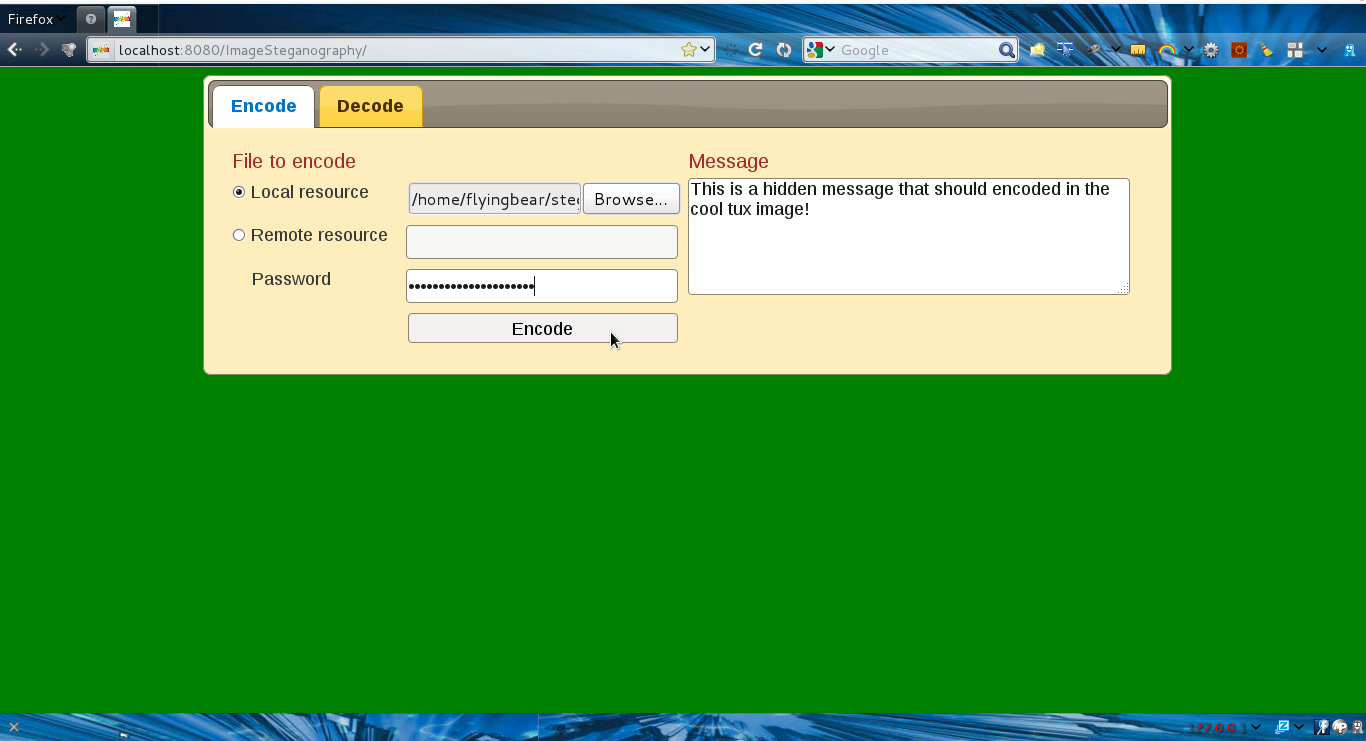 Firefox
localhost:8080/ImageSteganography/
Google
Encode
Decode
File to encode
Local resource
/home/flyingbear/ste
Browse...
Remote resource
Password
Encode
Message
This is a hidden message that should encoded in the
cool tux image!
127.0.0.1